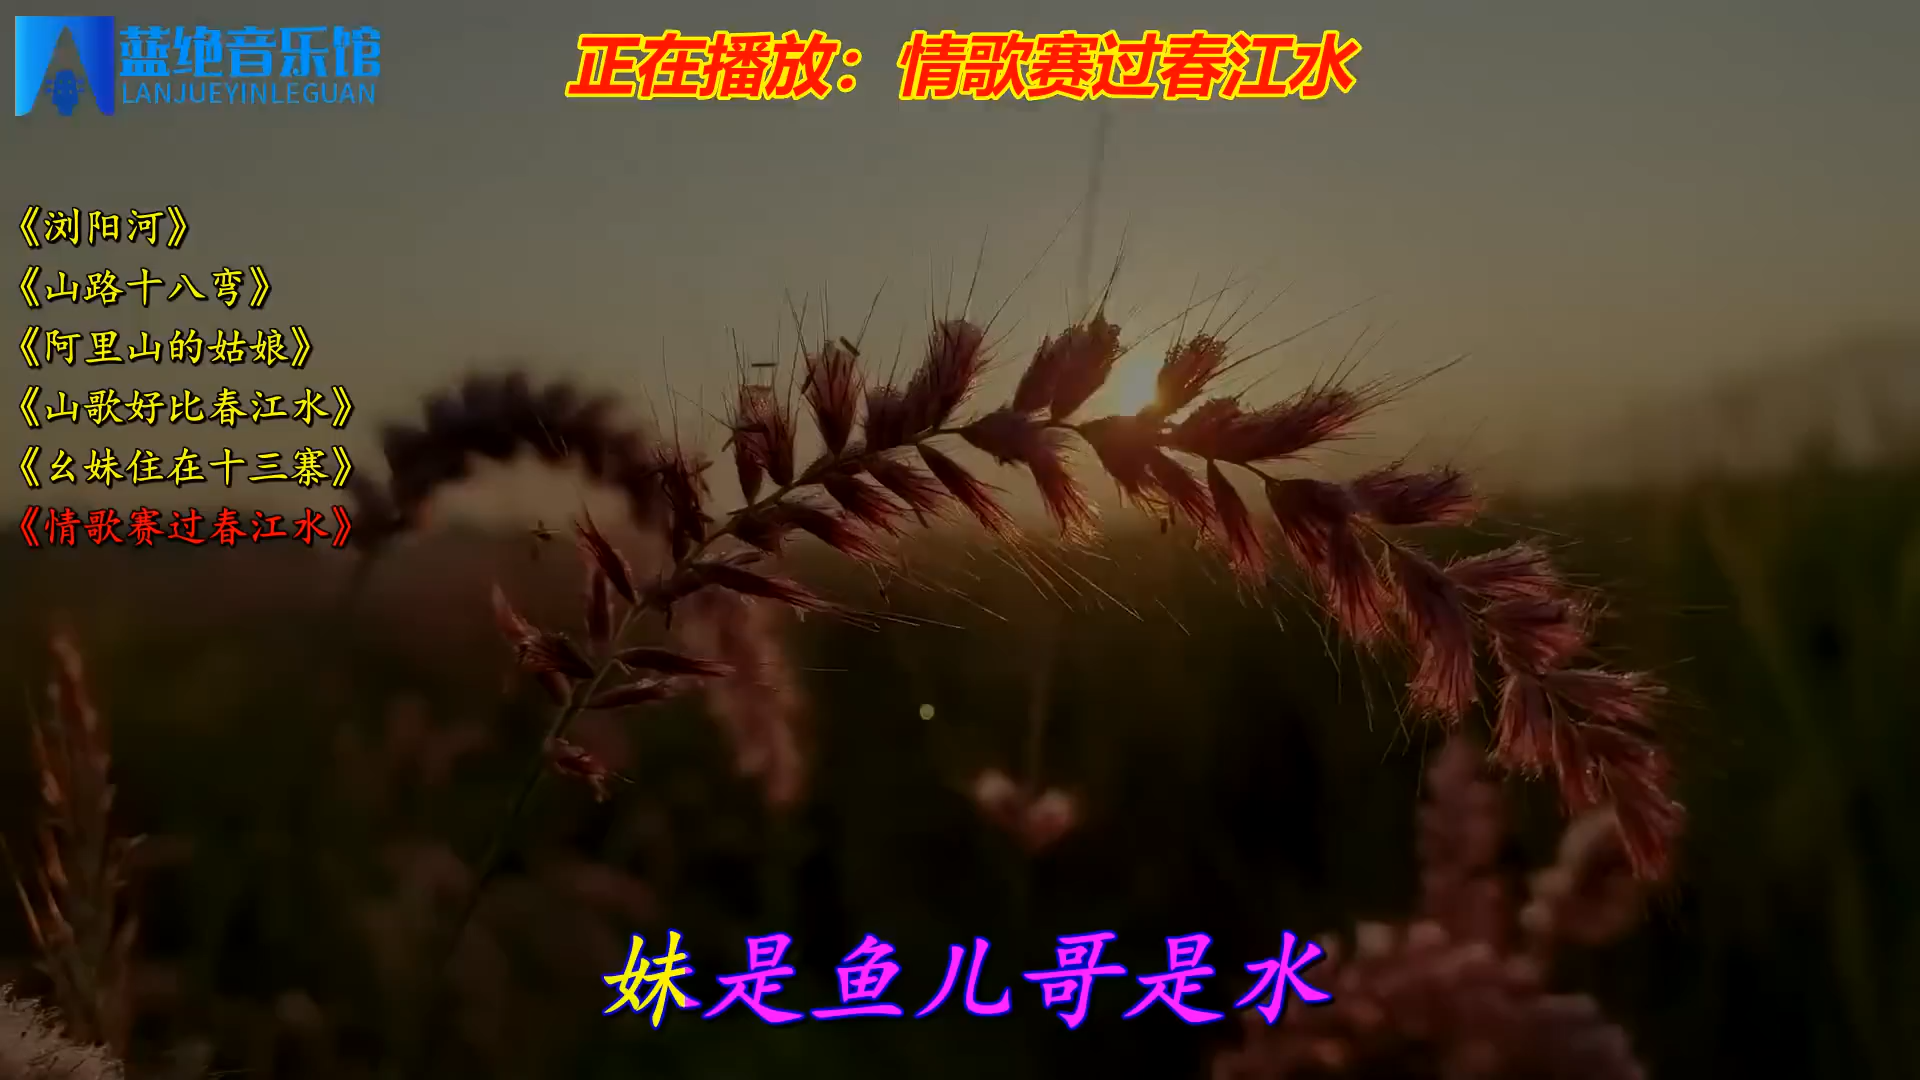 蓝绝音乐馆
LANJUEYINLEGUAN
正在播放：情歌赛过春江水
《浏阳河》
《山路十八弯》
《阿里山的姑娘》
《山歌好比春江水》
《幺妹住在十三寨》
《情歌赛过春江水》
妹是鱼儿哥是水